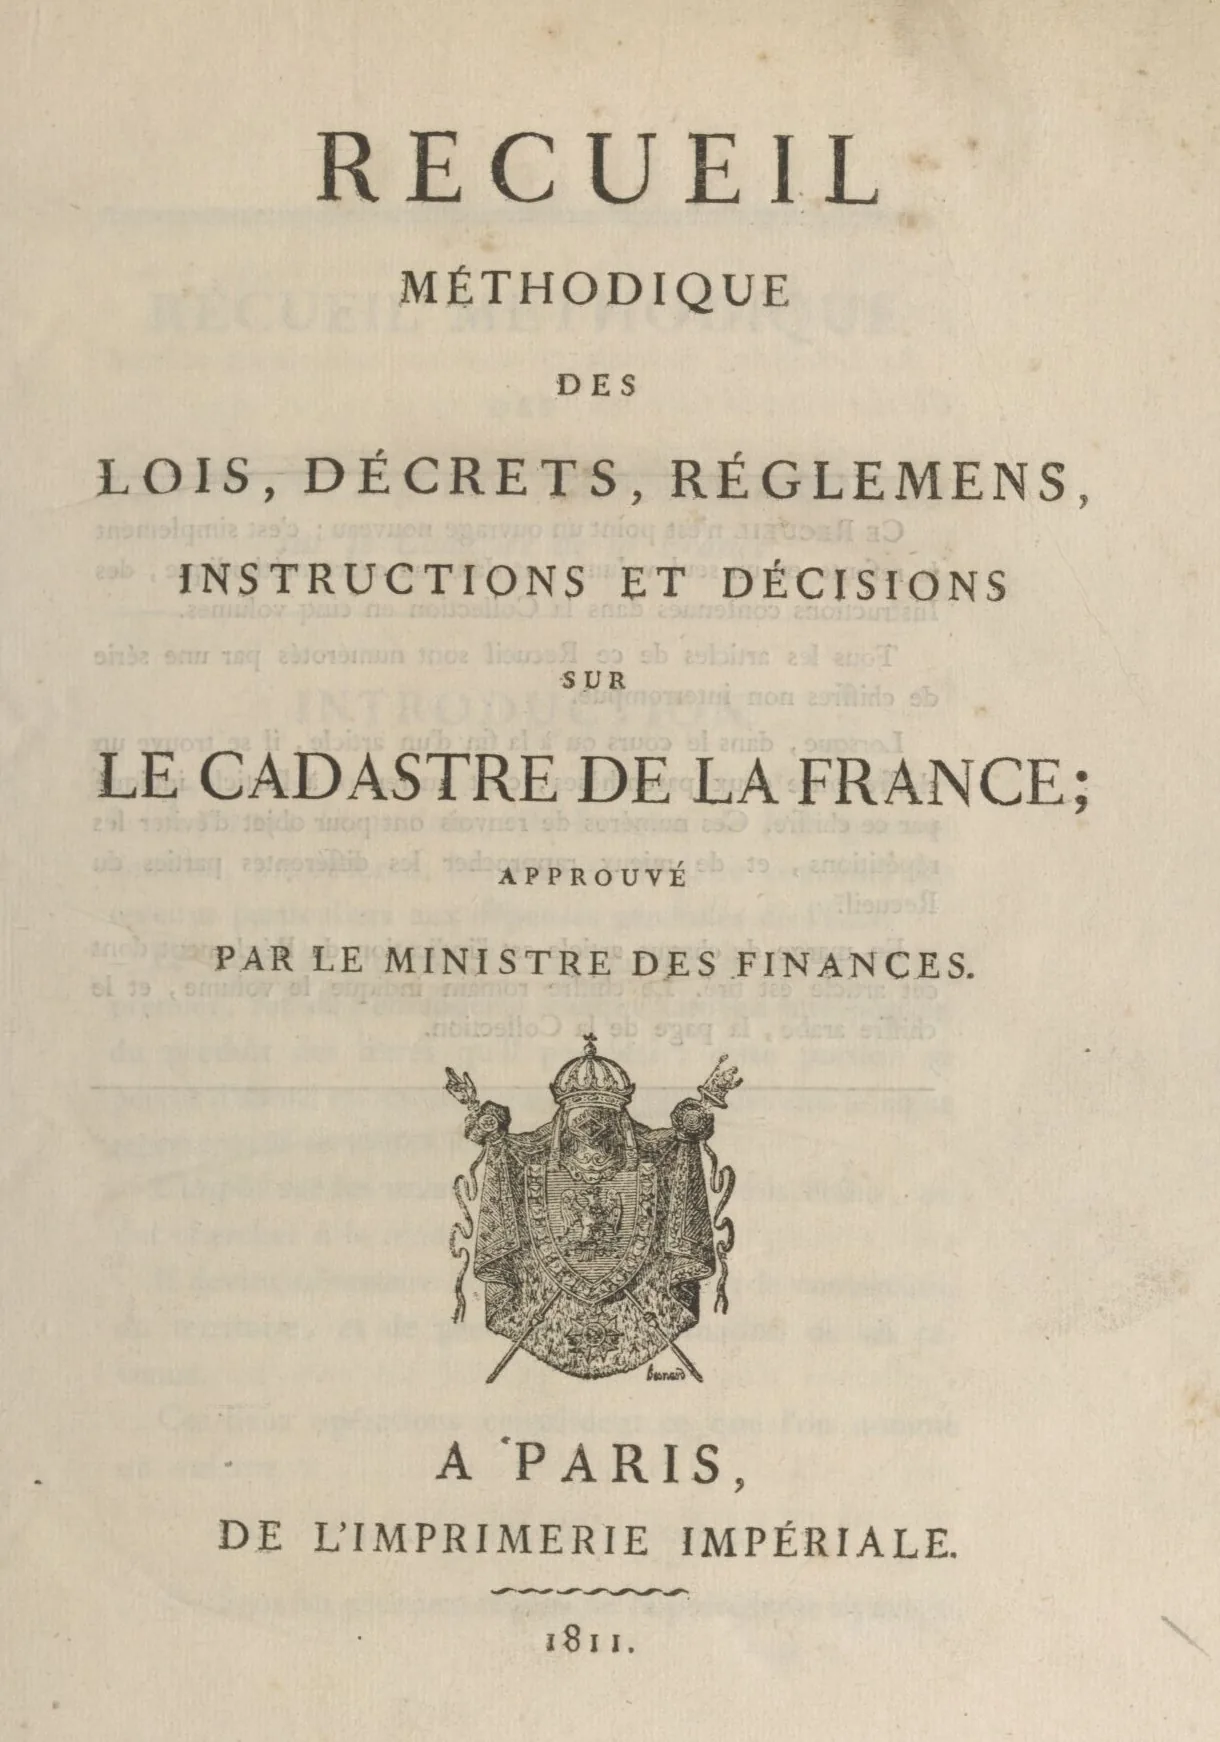 RECUEIL
MÉTHODIQUE
DES
LOIS, DÉCRETS, RÉGLEMENS,
INSTRUCTIONS ET DÉCISIONS
SUR
LE CADASTRE DE LA FRANCE;
APPROUVÉ
PAR LE MINISTRE DES FINANCES.
Besnard
A PARIS,
DE L'IMPRIMERIE IMPÉRIALE.
1811.